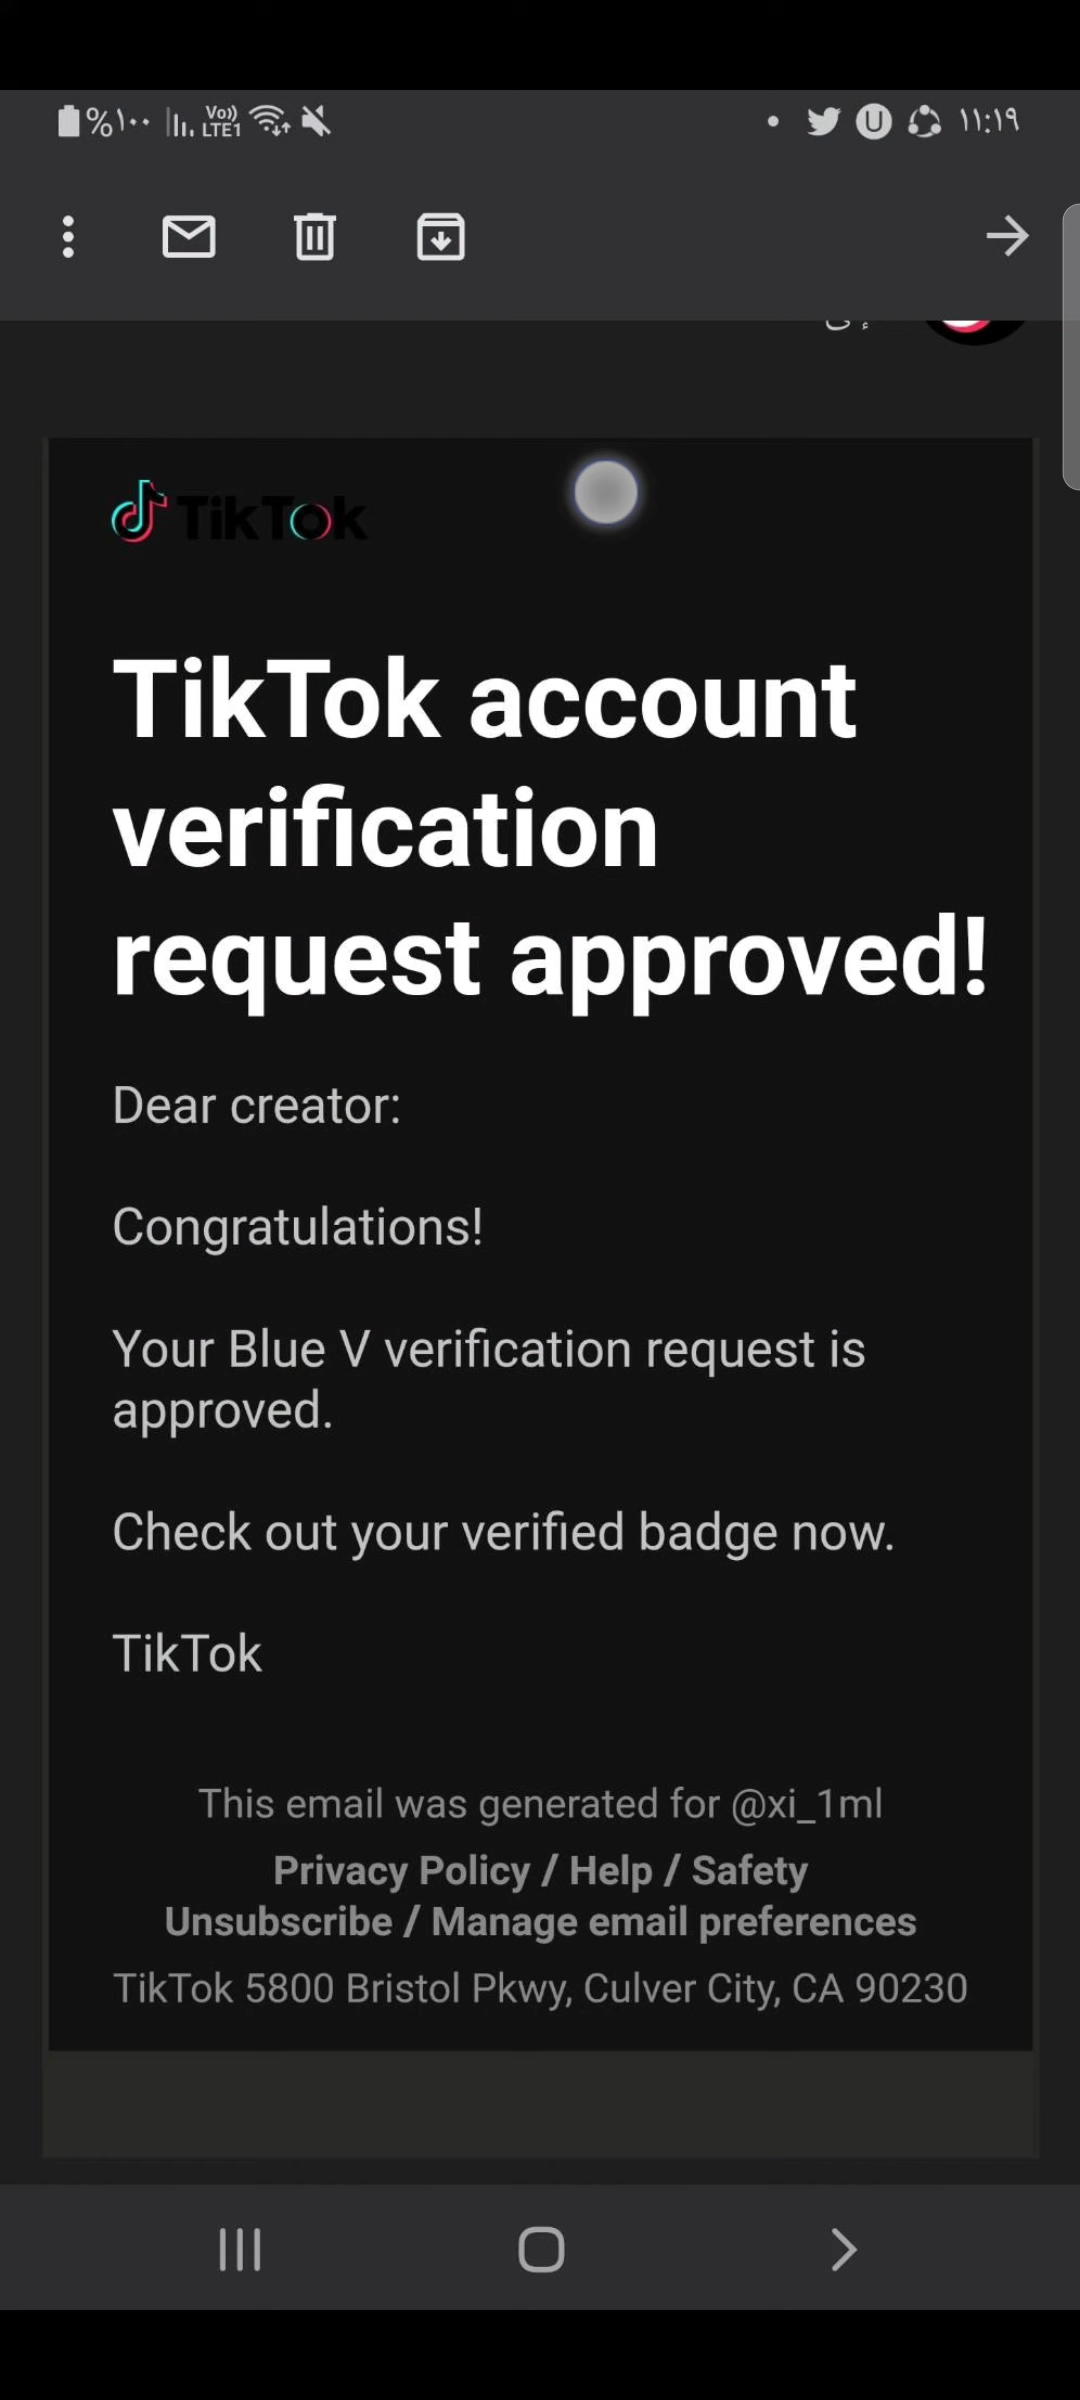 %١٠٠ Vo)) LTE1 U ١١:١٩
TikTok
TikTok account
verification
request approved!
Dear creator:
Congratulations!
Your Blue V verification request is
approved.
Check out your verified badge now.
TikTok
This email was generated for @xi_1ml
Privacy Policy / Help / Safety
Unsubscribe / Manage email preferences
TikTok 5800 Bristol Pkwy, Culver City, CA 90230